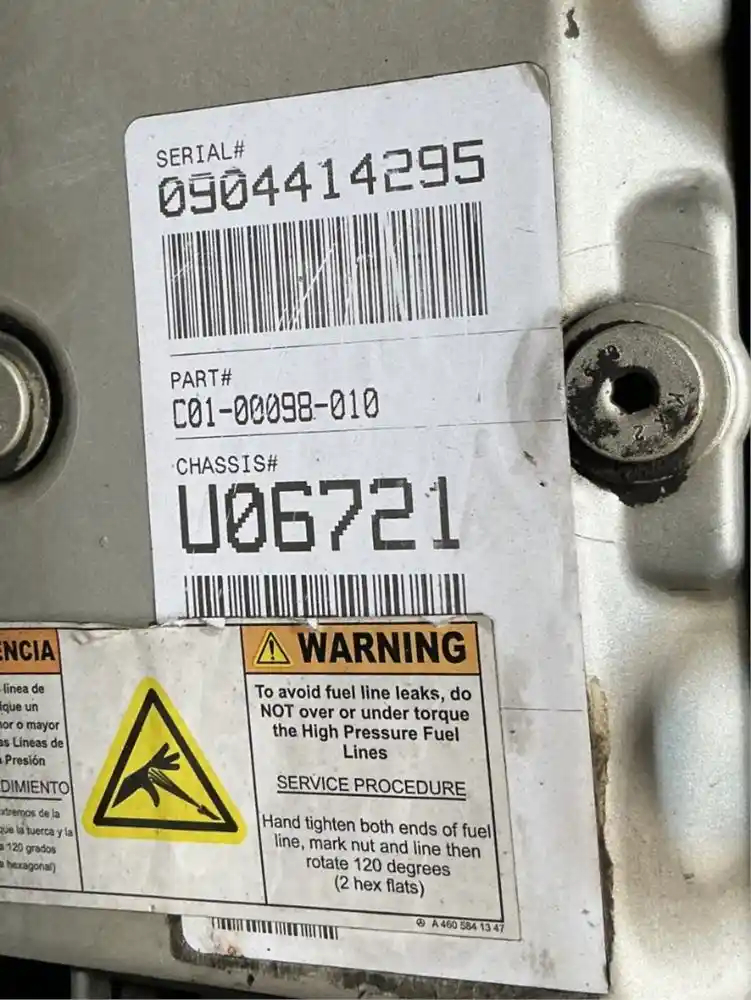 SERIAL#
0904414295
PART#
C01-00098-010
CHASSIS#
U06721
ENCIA
linea de
ique un
or o mayor
as Líneas de
Presión
DIMIENTO
xtremos de la
que la tuerca y la
a 120 grados
hexagonal)
WARNING
To avoid fuel line leaks, do
NOT over or under torque
the High Pressure Fuel
Lines
SERVICE PROCEDURE
Hand tighten both ends of fuel
line, mark nut and line then
rotate 120 degrees
(2 hex flats)
A 460 584 13 47